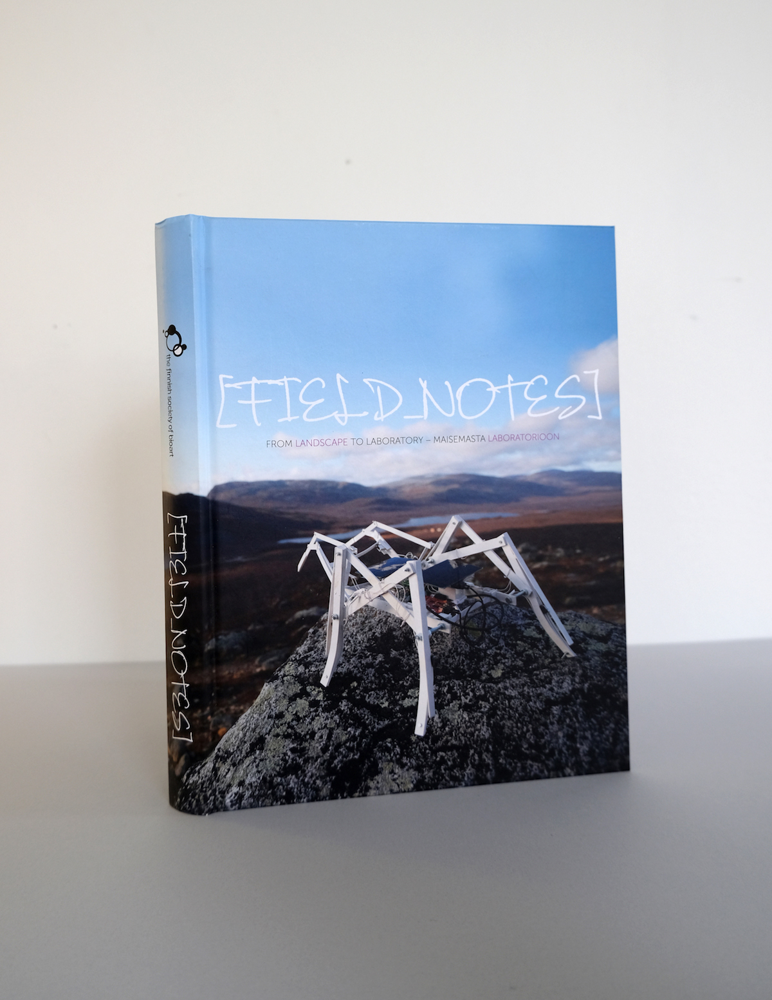 [FIELD_NOTES]
FROM LANDSCAPE TO LABORATORY – MAISEMASTA LABORATORIOON
the finnish society of bioart
[FIELD_NOTES]